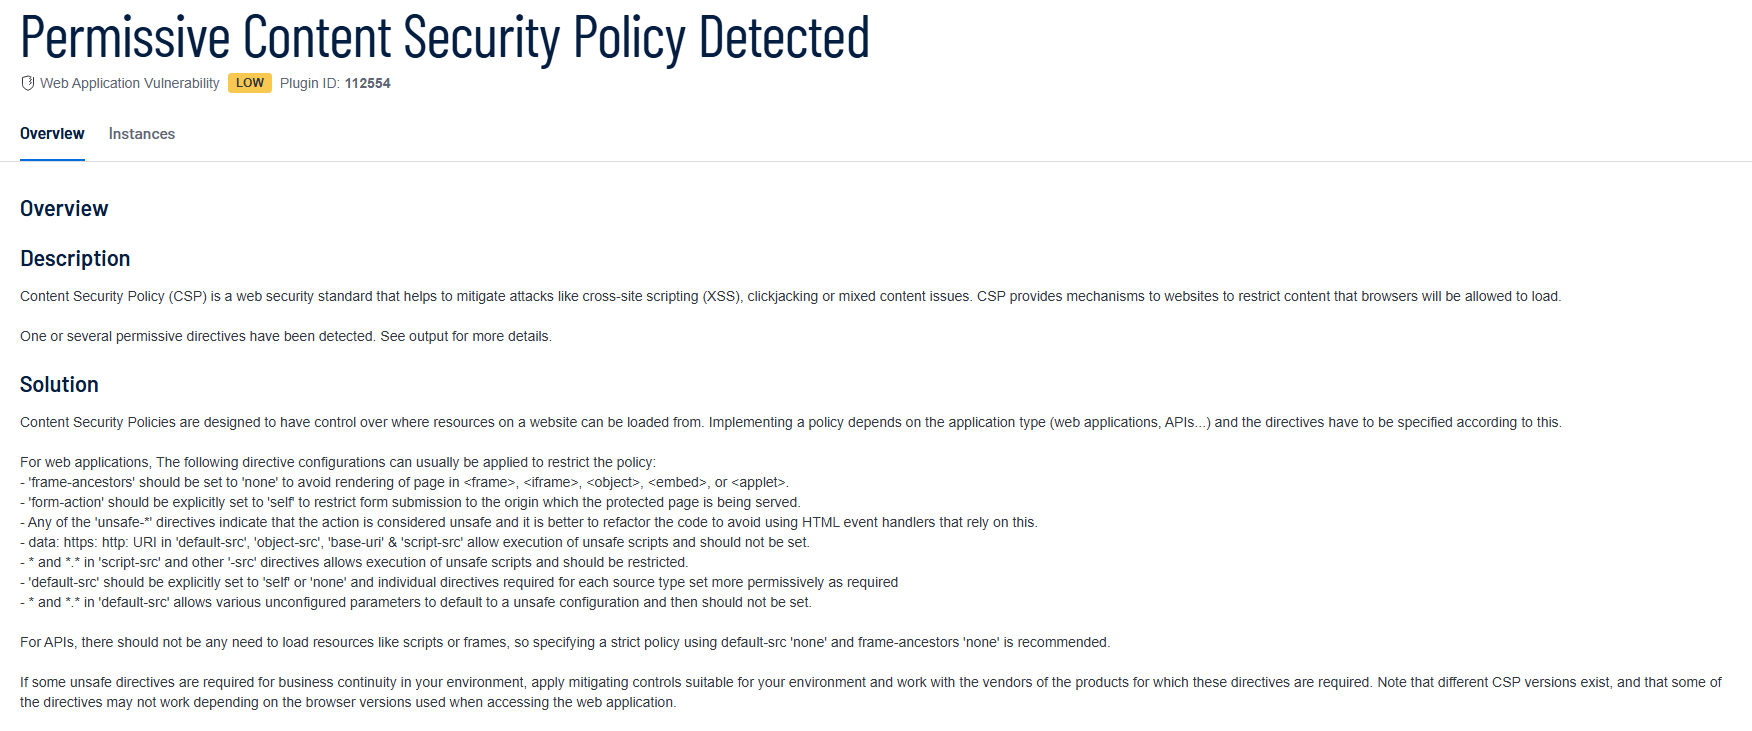 Permissive Content Security Policy Detected
Web Application Vulnerability LOW Plugin ID: 112554
Overview Instances
Overview
Description
Content Security Policy (CSP) is a web security standard that helps to mitigate attacks like cross-site scripting (XSS), clickjacking or mixed content issues. CSP provides mechanisms to websites to restrict content that browsers will be allowed to load.
One or several permissive directives have been detected. See output for more details.
Solution
Content Security Policies are designed to have control over where resources on a website can be loaded from. Implementing a policy depends on the application type (web applications, APIs...) and the directives have to be specified according to this.
For web applications, The following directive configurations can usually be applied to restrict the policy:
- 'frame-ancestors' should be set to 'none' to avoid rendering of page in <frame>, <iframe>, <object>, <embed>, or <applet>.
- 'form-action' should be explicitly set to 'self' to restrict form submission to the origin which the protected page is being served.
- Any of the 'unsafe-*' directives indicate that the action is considered unsafe and it is better to refactor the code to avoid using HTML event handlers that rely on this.
- data: https: http: URI in 'default-src', 'object-src', 'base-uri' & 'script-src' allow execution of unsafe scripts and should not be set.
- * and *.* in 'script-src' and other '-src' directives allows execution of unsafe scripts and should be restricted.
- 'default-src' should be explicitly set to 'self' or 'none' and individual directives required for each source type set more permissively as required
- * and *.* in 'default-src' allows various unconfigured parameters to default to a unsafe configuration and then should not be set.
For APIs, there should not be any need to load resources like scripts or frames, so specifying a strict policy using default-src 'none' and frame-ancestors 'none' is recommended.
If some unsafe directives are required for business continuity in your environment, apply mitigating controls suitable for your environment and work with the vendors of the products for which these directives are required. Note that different CSP versions exist, and that some of
the directives may not work depending on the browser versions used when accessing the web application.